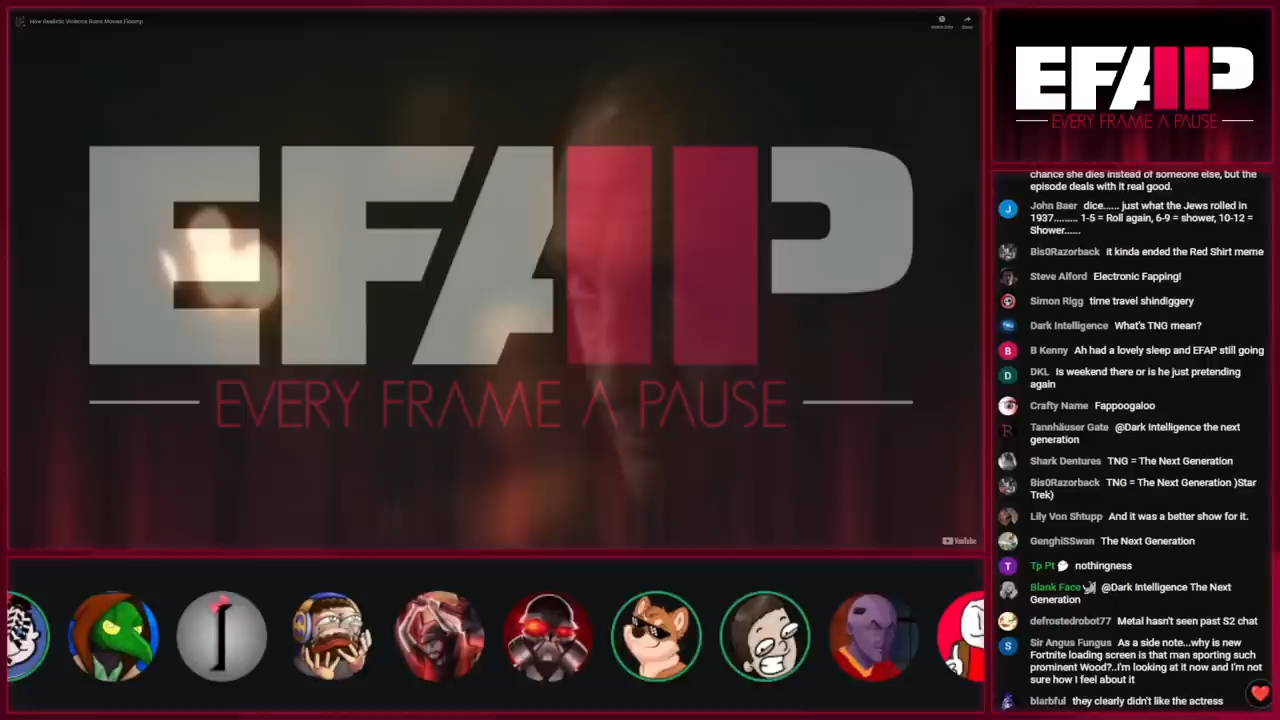 How Realistic Violence Ruins Movies Floomp
Watch later
Share
EFAP
EVERY FRAME A PAUSE
YouTube
EFAP
EVERY FRAME A PAUSE
chance she dies instead of someone else, but the
episode deals with it real good.
John Baer dice...... just what the Jews rolled in
1937......... 1-5 = Roll again, 6-9 = shower, 10-12 =
Shower......
Bis0Razorback it kinda ended the Red Shirt meme
Steve Alford Electronic Fapping!
Simon Rigg time travel shindiggery
Dark Intelligence What's TNG mean?
B Kenny Ah had a lovely sleep and EFAP still going
DKL Is weekend there or is he just pretending
again
Crafty Name Fappoogaloo
Tannhäuser Gate @Dark Intelligence the next
generation
Shark Dentures TNG = The Next Generation
Bis0Razorback TNG = The Next Generation )Star
Trek)
Lily Von Shtupp And it was a better show for it.
GenghiSSwan The Next Generation
Tp Pt nothingness
Blank Face @Dark Intelligence The Next
Generation
defrostedrobot77 Metal hasn't seen past S2 chat
Sir Angus Fungus As a side note...why is new
Fortnite loading screen is that man sporting such
prominent Wood?..i'm looking at it now and I'm not
sure how I feel about it
blarbful they clearly didn't like the actress